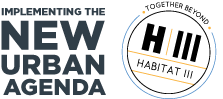 IMPLEMENTING THE
NEW
URBAN
AGENDA
TOGETHER BEYOND
H III
HABITAT III